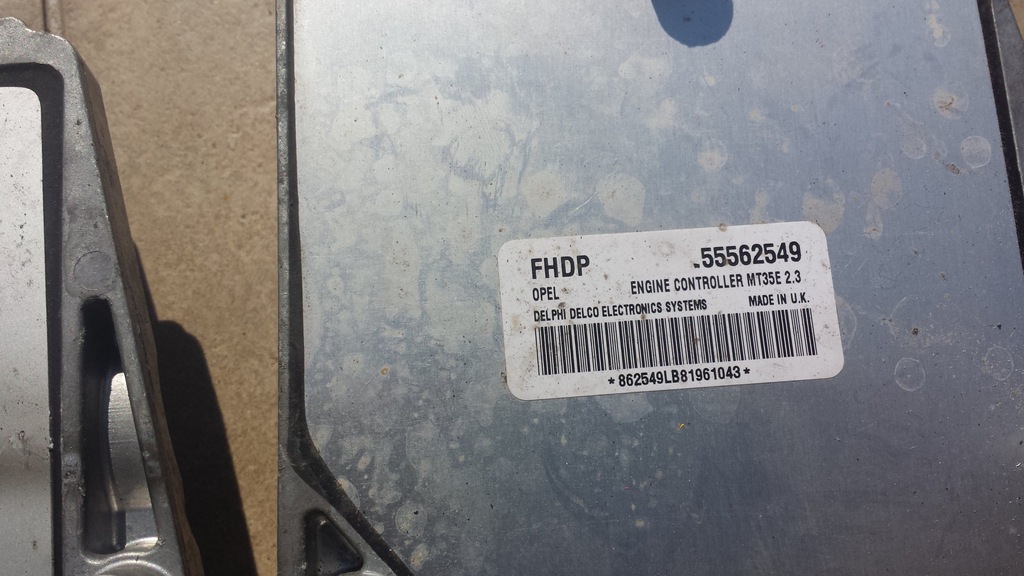 FHDP .55562549
OPEL ENGINE CONTROLLER MT35E 2.3
DELPHI DELCO ELECTRONICS SYSTEMS MADE IN U.K.
*862549LB81961043*